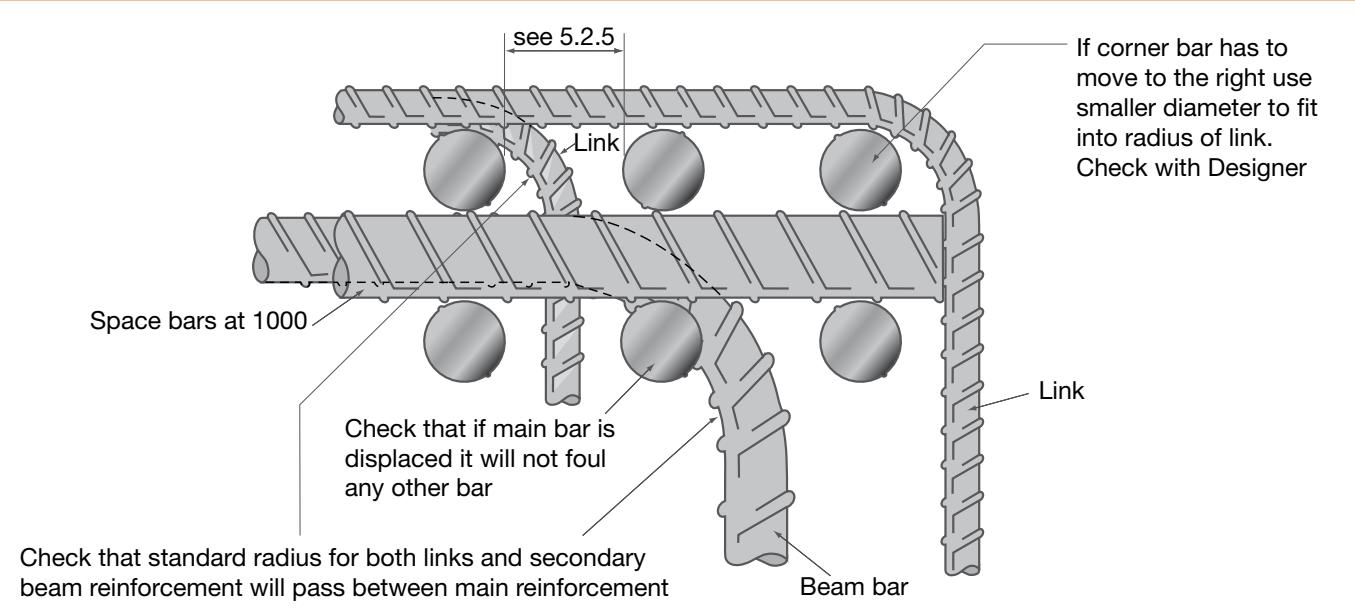 see 5.2.5
If corner bar has to
move to the right use
smaller diameter to fit
into radius of link.
Check with Designer
Link
Space bars at 1000
Link
Check that if main bar is
displaced it will not foul
any other bar
Check that standard radius for both links and secondary
beam reinforcement will pass between main reinforcement
Beam bar